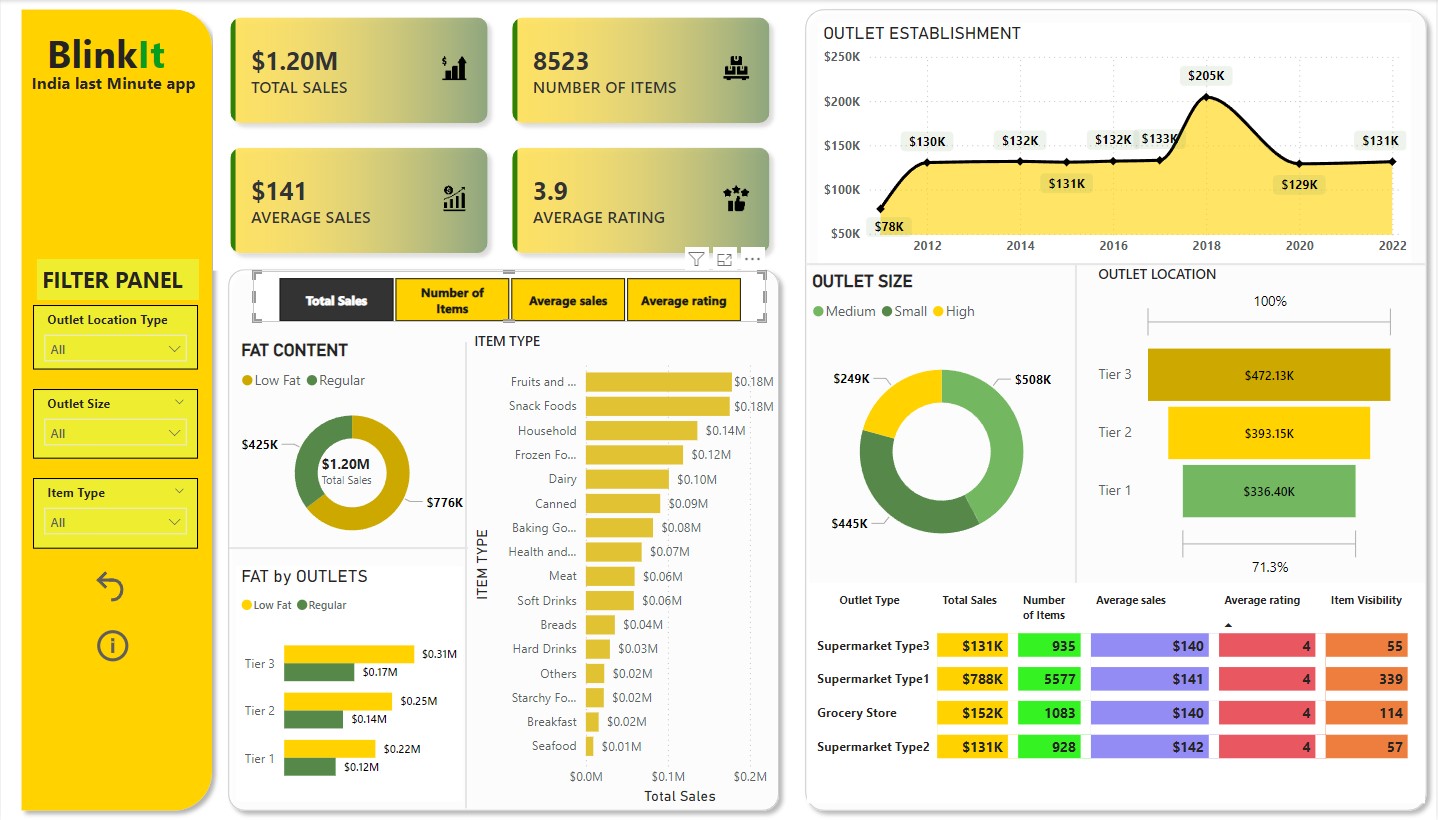 BlinkIt
India last Minute app
FILTER PANEL
Outlet Location Type
All
Outlet Size
All
Item Type
All
$1.20M
TOTAL SALES
8523
NUMBER OF ITEMS
$141
AVERAGE SALES
3.9
AVERAGE RATING
Total Sales
Number of
Items
Average sales
Average rating
FAT CONTENT
Low Fat Regular
$425K
$1.20M
Total Sales
$776K
FAT by OUTLETS
Low Fat Regular
Tier 3 $0.31M
$0.17M
Tier 2 $0.25M
$0.14M
Tier 1 $0.22M
$0.12M
ITEM TYPE
ITEM TYPE
Fruits and ... $0.18M
Snack Foods $0.18M
Household $0.14M
Frozen Fo... $0.12M
Dairy $0.10M
Canned $0.09M
Baking Go... $0.08M
Health and... $0.07M
Meat $0.06M
Soft Drinks $0.06M
Breads $0.04M
Hard Drinks $0.03M
Others $0.02M
Starchy Fo... $0.02M
Breakfast $0.02M
Seafood $0.01M
$0.0M $0.1M $0.2M
Total Sales
OUTLET ESTABLISHMENT
$250K
$200K
$150K
$100K
$50K
$78K
$130K
$132K
$131K
$132K
$133K
$205K
$129K
$131K
2012 2014 2016 2018 2020 2022
OUTLET SIZE
Medium Small High
$249K
$508K
$445K
OUTLET LOCATION
100%
Tier 3 $472.13K
Tier 2 $393.15K
Tier 1 $336.40K
71.3%
Outlet Type Total Sales Number of Items Average sales Average rating Item Visibility
Supermarket Type3 $131K 935 $140 4 55
Supermarket Type1 $788K 5577 $141 4 339
Grocery Store $152K 1083 $140 4 114
Supermarket Type2 $131K 928 $142 4 57